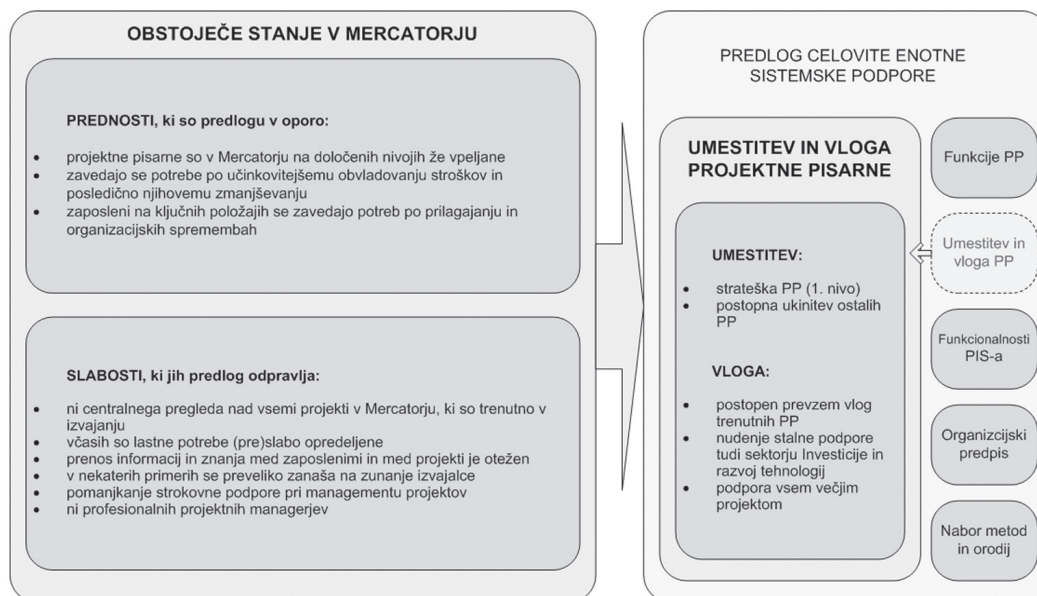 OBSTOJEČE STANJE V MERCATORJU
PREDNOSTI, ki so predlogu v oporo:
• projektne pisarne so v Mercatorju na določenih nivojih že vpeljane
• zavedajo se potrebe po učinkovitejšemu obvladovanju stroškov in
posledično njihovemu zmanjševanju
• zaposleni na ključnih položajih se zavedajo potreb po prilagajanju in
organizacijskih spremembah
SLABOSTI, ki jih predlog odpravlja:
• ni centralnega pregleda nad vsemi projekti v Mercatorju, ki so trenutno v
izvajanju
• včasih so lastne potrebe (pre)slabo opredeljene
• prenos informacij in znanja med zaposlenimi in med projekti je otežen
• v nekaterih primerih se preveliko zanaša na zunanje izvajalce
• pomanjkanje strokovne podpore pri managementu projektov
• ni profesionalnih projektnih managerjev
PREDLOG CELOVITE ENOTNE
SISTEMSKE PODPORE
UMESTITEV IN VLOGA
PROJEKTNE PISARNE
UMESTITEV:
• strateška PP (1. nivo)
• postopna ukinitev ostalih
PP
VLOGA:
• postopen prevzem vlog
trenutnih PP
• nudenje stalne podpore
tudi sektorju Investicije in
razvoj tehnologij
• podpora vsem večjim
projektom
Funkcije PP
Umestitev in
vloga PP
Funkcionalnosti
PIS-a
Organizcijski
predpis
Nabor metod
in orodij